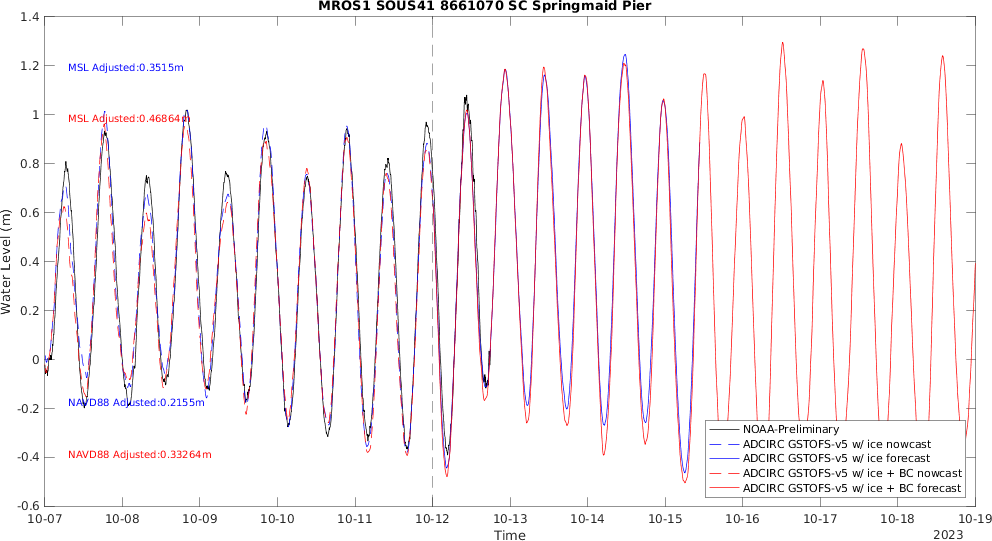 MROS1 SOUS41 8661070 SC Springmaid Pier
1.4
1.2
1
0.8
0.6
0.4
0.2
0
-0.2
-0.4
-0.6
Water Level (m)
MSL Adjusted:0.3515m
MSL Adjusted:0.46864m
NAVD88 Adjusted:0.2155m
NAVD88 Adjusted:0.33264m
NOAA-Preliminary
ADCIRC GSTOFS-v5 w/ ice nowcast
ADCIRC GSTOFS-v5 w/ ice forecast
ADCIRC GSTOFS-v5 w/ ice + BC nowcast
ADCIRC GSTOFS-v5 w/ ice + BC forecast
10-07 10-08 10-09 10-10 10-11 10-12 10-13 10-14 10-15 10-16 10-17 10-18 10-19
Time
2023